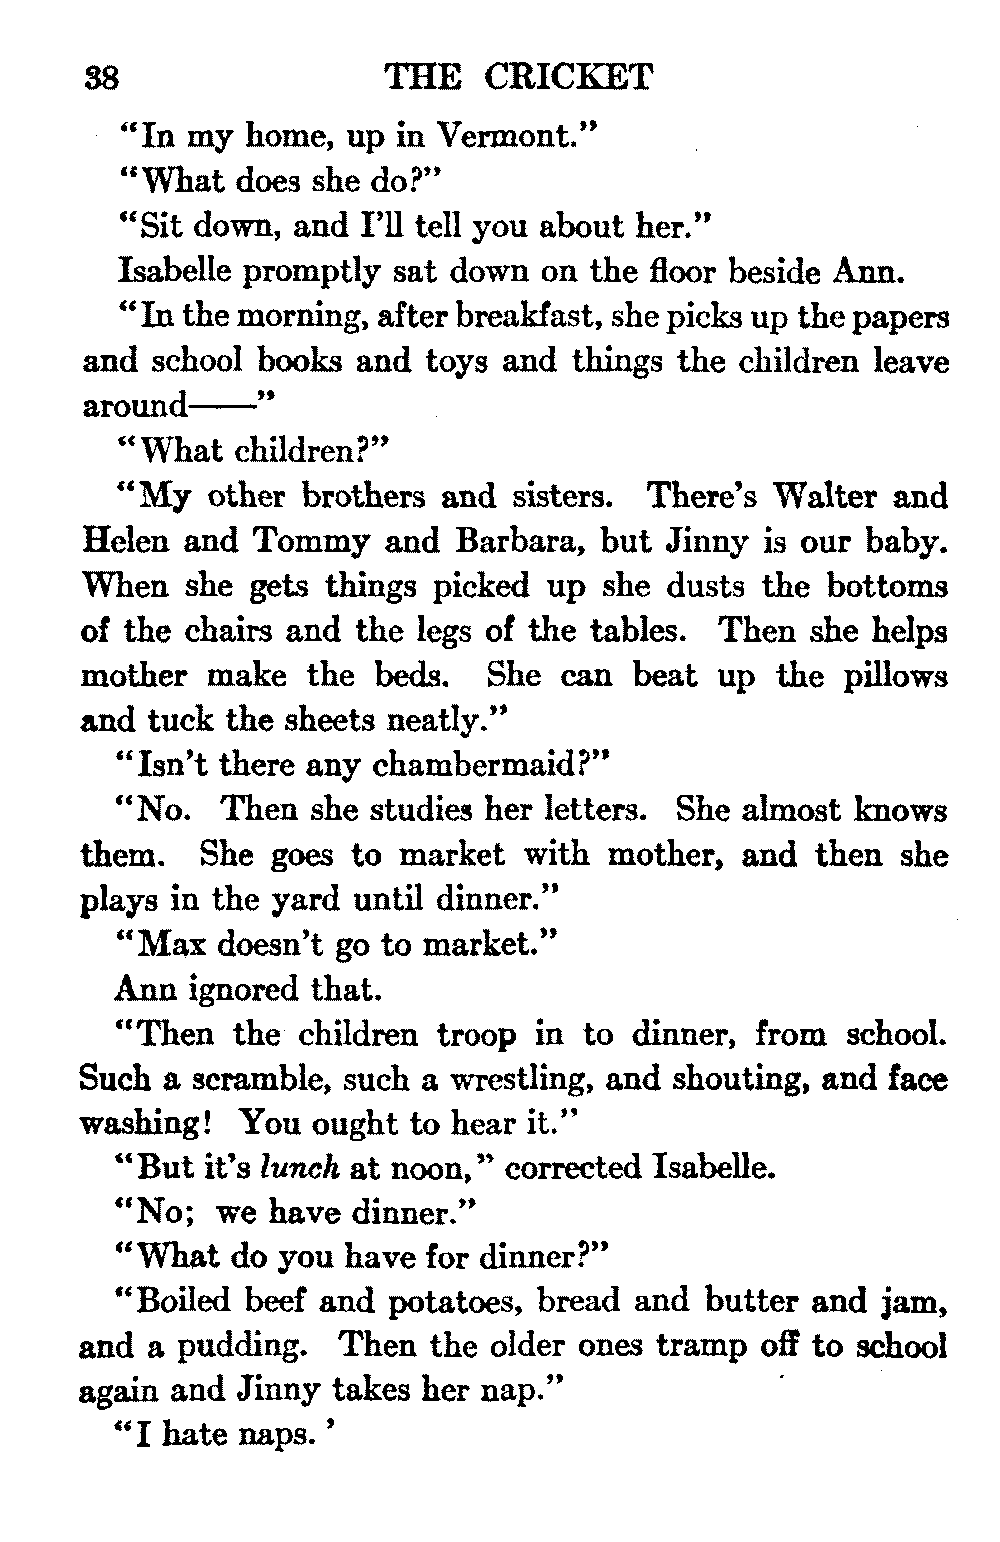 38 THE CRICKET
"In my home, up in Vermont."
"What does she do?"
"Sit down, and I'll tell you about her."
Isabelle promptly sat down on the floor beside Ann.
"In the morning, after breakfast, she picks up the papers
and school books and toys and things the children leave
around——"
"What children?"
"My other brothers and sisters. There's Walter and
Helen and Tommy and Barbara, but Jinny is our baby.
When she gets things picked up she dusts the bottoms
of the chairs and the legs of the tables. Then she helps
mother make the beds. She can beat up the pillows
and tuck the sheets neatly."
"Isn't there any chambermaid?"
"No. Then she studies her letters. She almost knows
them. She goes to market with mother, and then she
plays in the yard until dinner."
"Max doesn't go to market."
Ann ignored that.
"Then the children troop in to dinner, from school.
Such a scramble, such a wrestling, and shouting, and face
washing! You ought to hear it."
"But it's lunch at noon," corrected Isabelle.
"No; we have dinner."
"What do you have for dinner?"
"Boiled beef and potatoes, bread and butter and jam,
and a pudding. Then the older ones tramp off to school
again and Jinny takes her nap."
"I hate naps.'